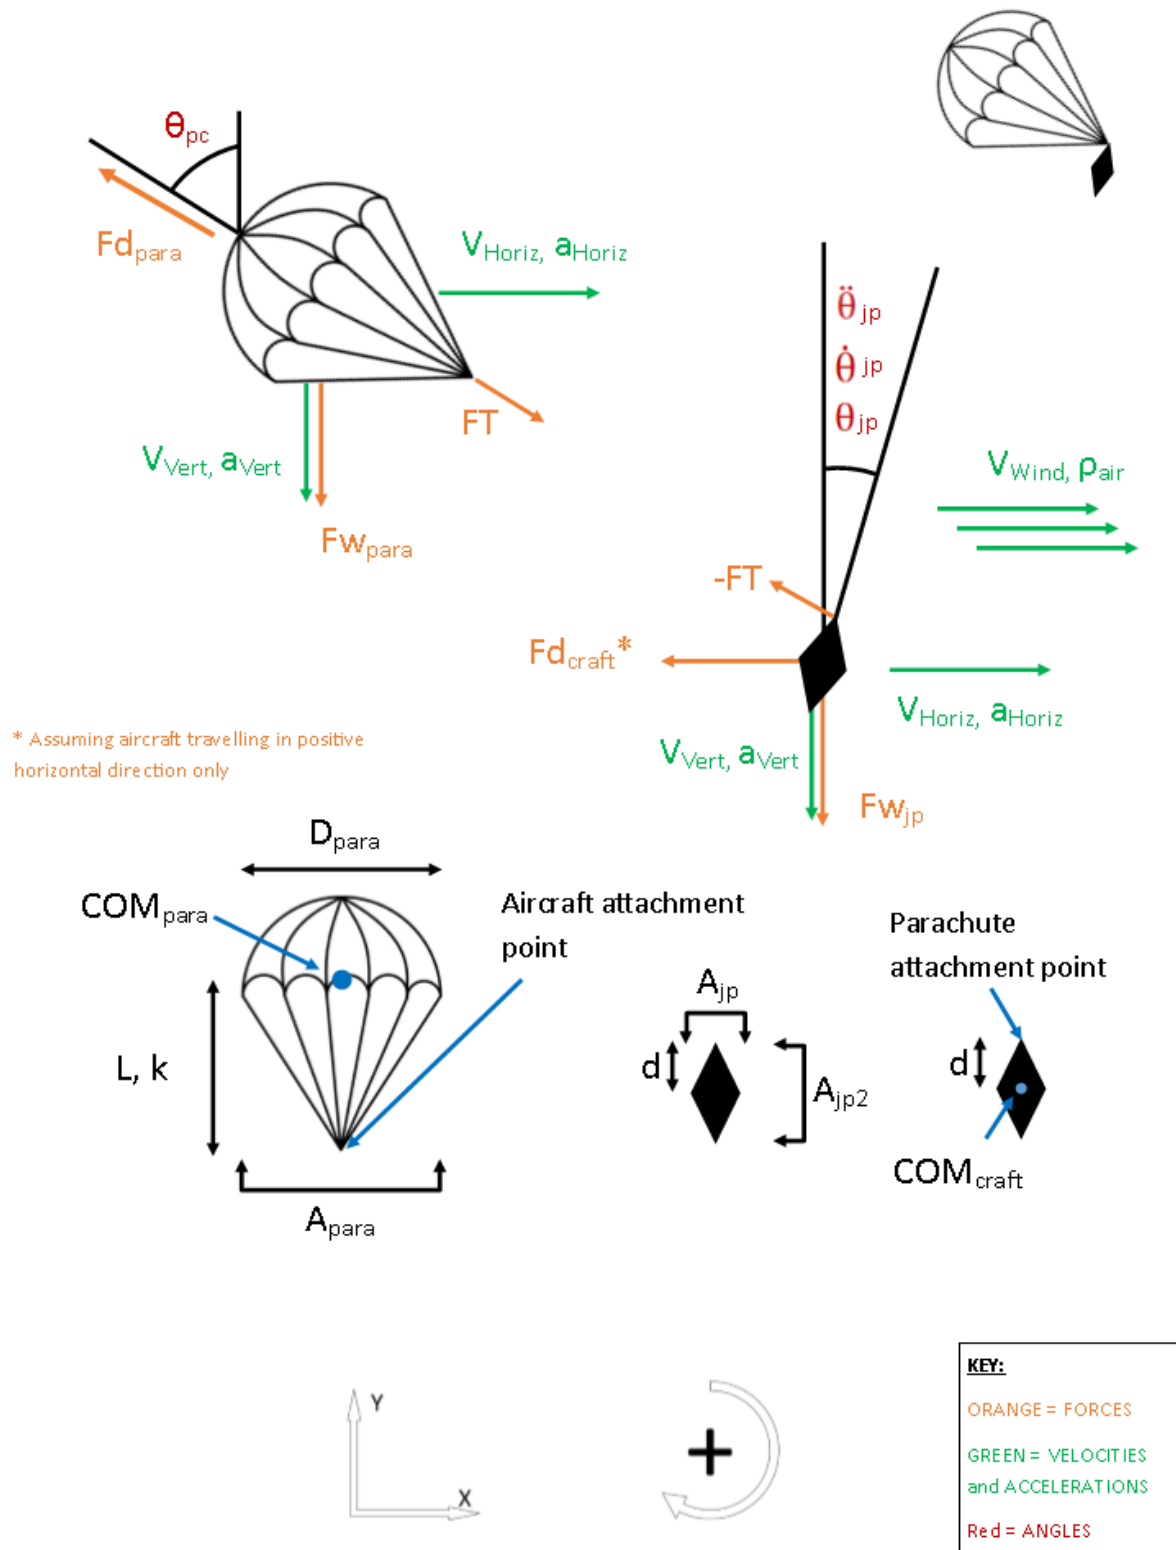 θpc
Fdpara
VHoriz, aHoriz
FT
VVert, aVert
Fwpara
θ̈jp
θ̇jp
θjp
VWind, ρair
-FT
Fdcraft*
VHoriz, aHoriz
VVert, aVert
Fwjp
* Assuming aircraft travelling in positive
horizontal direction only
Dpara
COMpara
Aircraft attachment
point
L, k
Apara
Ajp
d
Ajp2
Parachute
attachment point
d
COMcraft
Y
X
+
KEY:
ORANGE = FORCES
GREEN = VELOCITIES
and ACCELERATIONS
Red = ANGLES